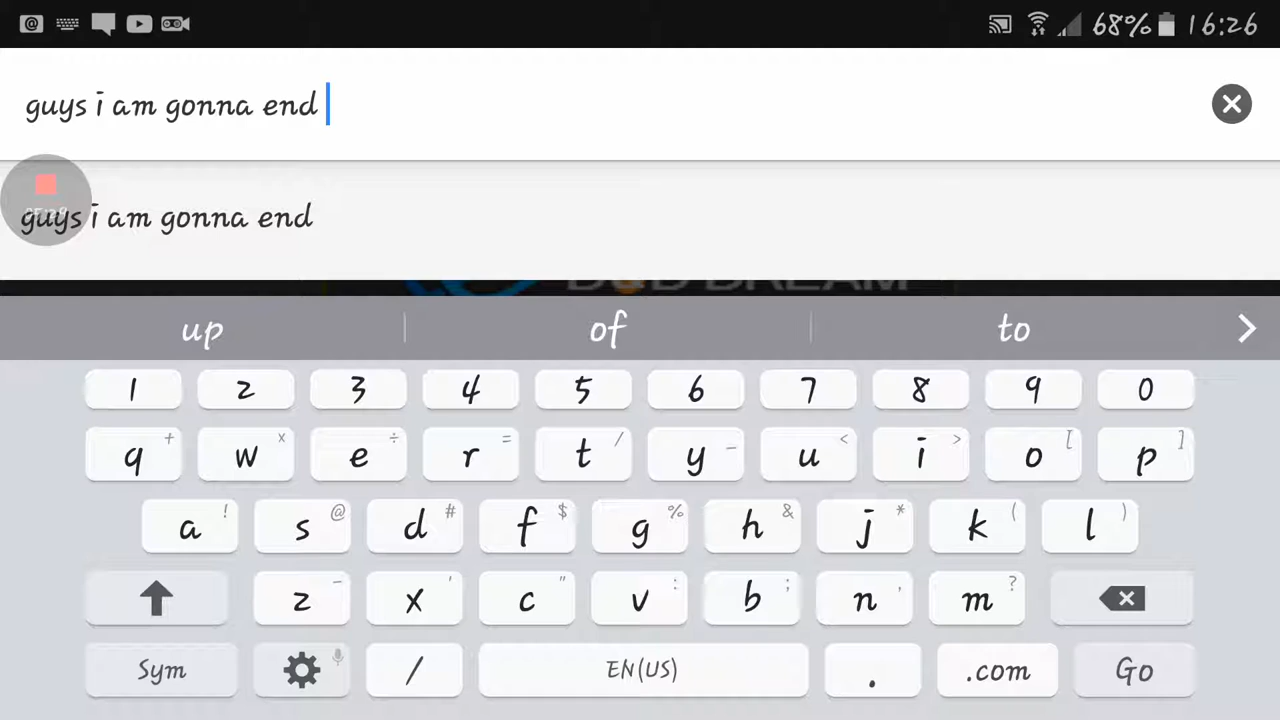 68% 16:26
guys i am gonna end
guys i am gonna end
up of to
1 2 3 4 5 6 7 8 9 0
q + w x e ÷ r = t / y - u < i > o [ p ]
a ! s @ d # f $ g % h & j * k ( l )
z - x ' c " v : b ; n , m ?
Sym / EN(US) . .com Go